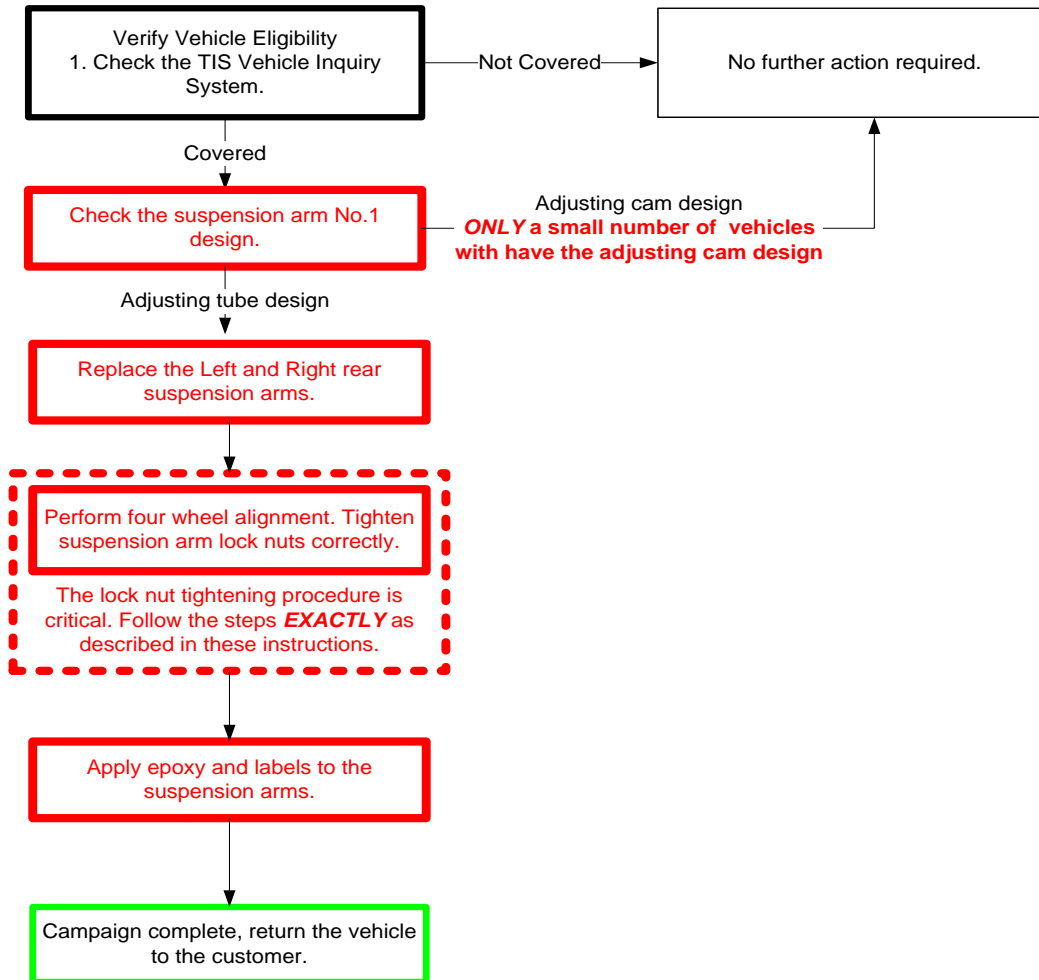 Verify Vehicle Eligibility
1. Check the TIS Vehicle Inquiry
System.
Not Covered
No further action required.
Covered
Check the suspension arm No.1
design.
Adjusting cam design
ONLY a small number of vehicles
with have the adjusting cam design
Adjusting tube design
Replace the Left and Right rear
suspension arms.
Perform four wheel alignment. Tighten
suspension arm lock nuts correctly.
The lock nut tightening procedure is
critical. Follow the steps EXACTLY as
described in these instructions.
Apply epoxy and labels to the
suspension arms.
Campaign complete, return the vehicle
to the customer.